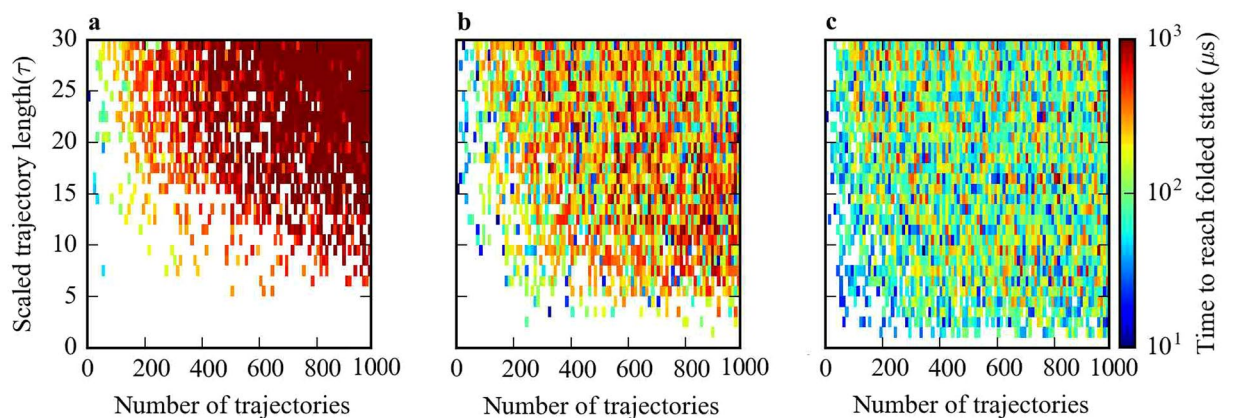 a b c
Scaled trajectory length(τ)
30
25
20
15
10
5
0
0 200 400 600 800 1000
Number of trajectories
0 200 400 600 800 1000
Number of trajectories
0 200 400 600 800 1000
Number of trajectories
10³
10²
10¹
Time to reach folded state (μs)